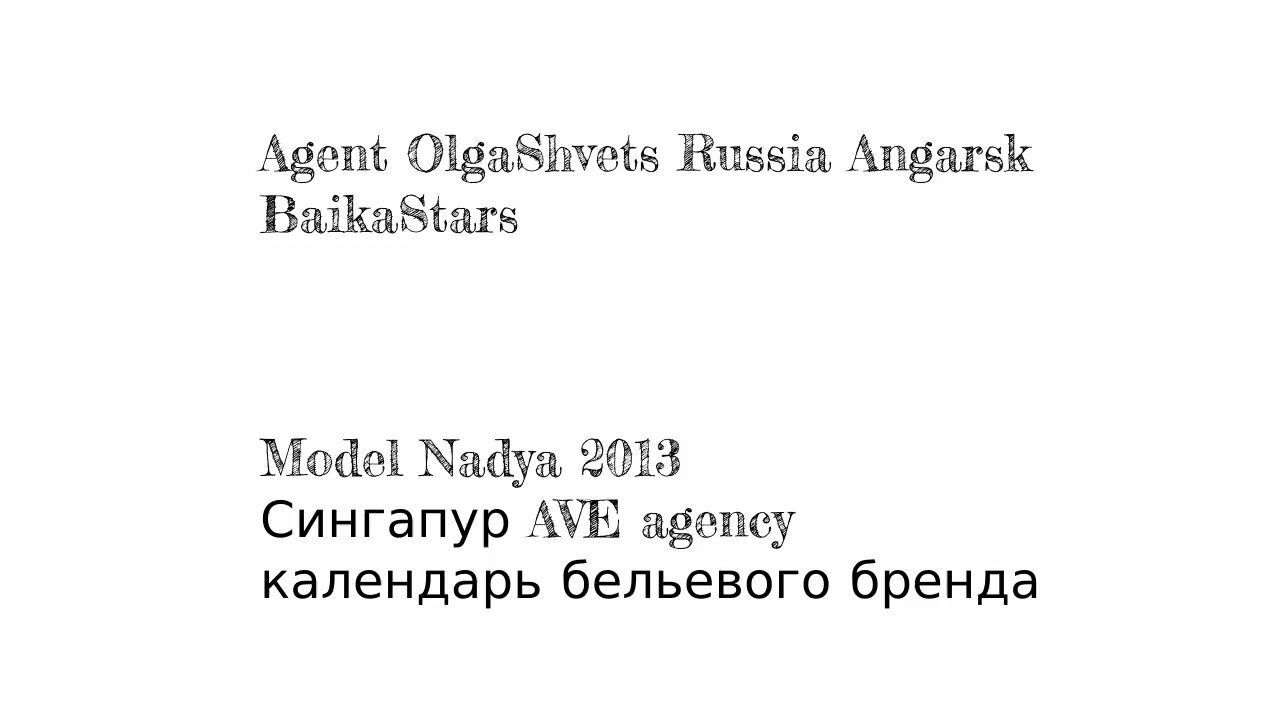 Agent OlgaShvets Russia Angarsk
BaikaStars
Model Nadya 2013
Сингапур AVE agency
календарь бельевого бренда